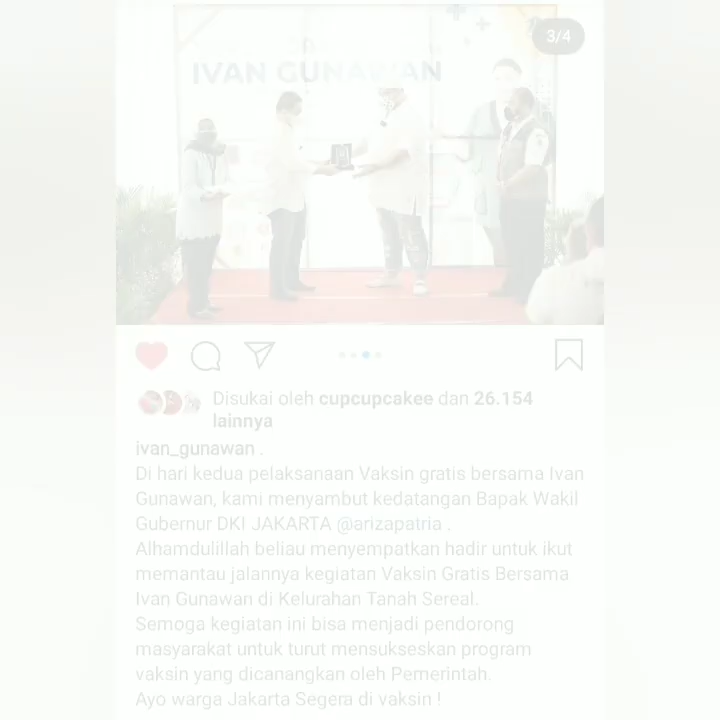 3/4
IVAN GUNAWAN
Disukai oleh cupcupcakee dan 26.154
lainnya
ivan_gunawan .
Di hari kedua pelaksanaan Vaksin gratis bersama Ivan
Gunawan, kami menyambut kedatangan Bapak Wakil
Gubernur DKI JAKARTA @arizapatria .
Alhamdulillah beliau menyempatkan hadir untuk ikut
memantau jalannya kegiatan Vaksin Gratis Bersama
Ivan Gunawan di Kelurahan Tanah Sereal.
Semoga kegiatan ini bisa menjadi pendorong
masyarakat untuk turut mensukseskan program
vaksin yang dicanangkan oleh Pemerintah.
Ayo warga Jakarta Segera di vaksin !